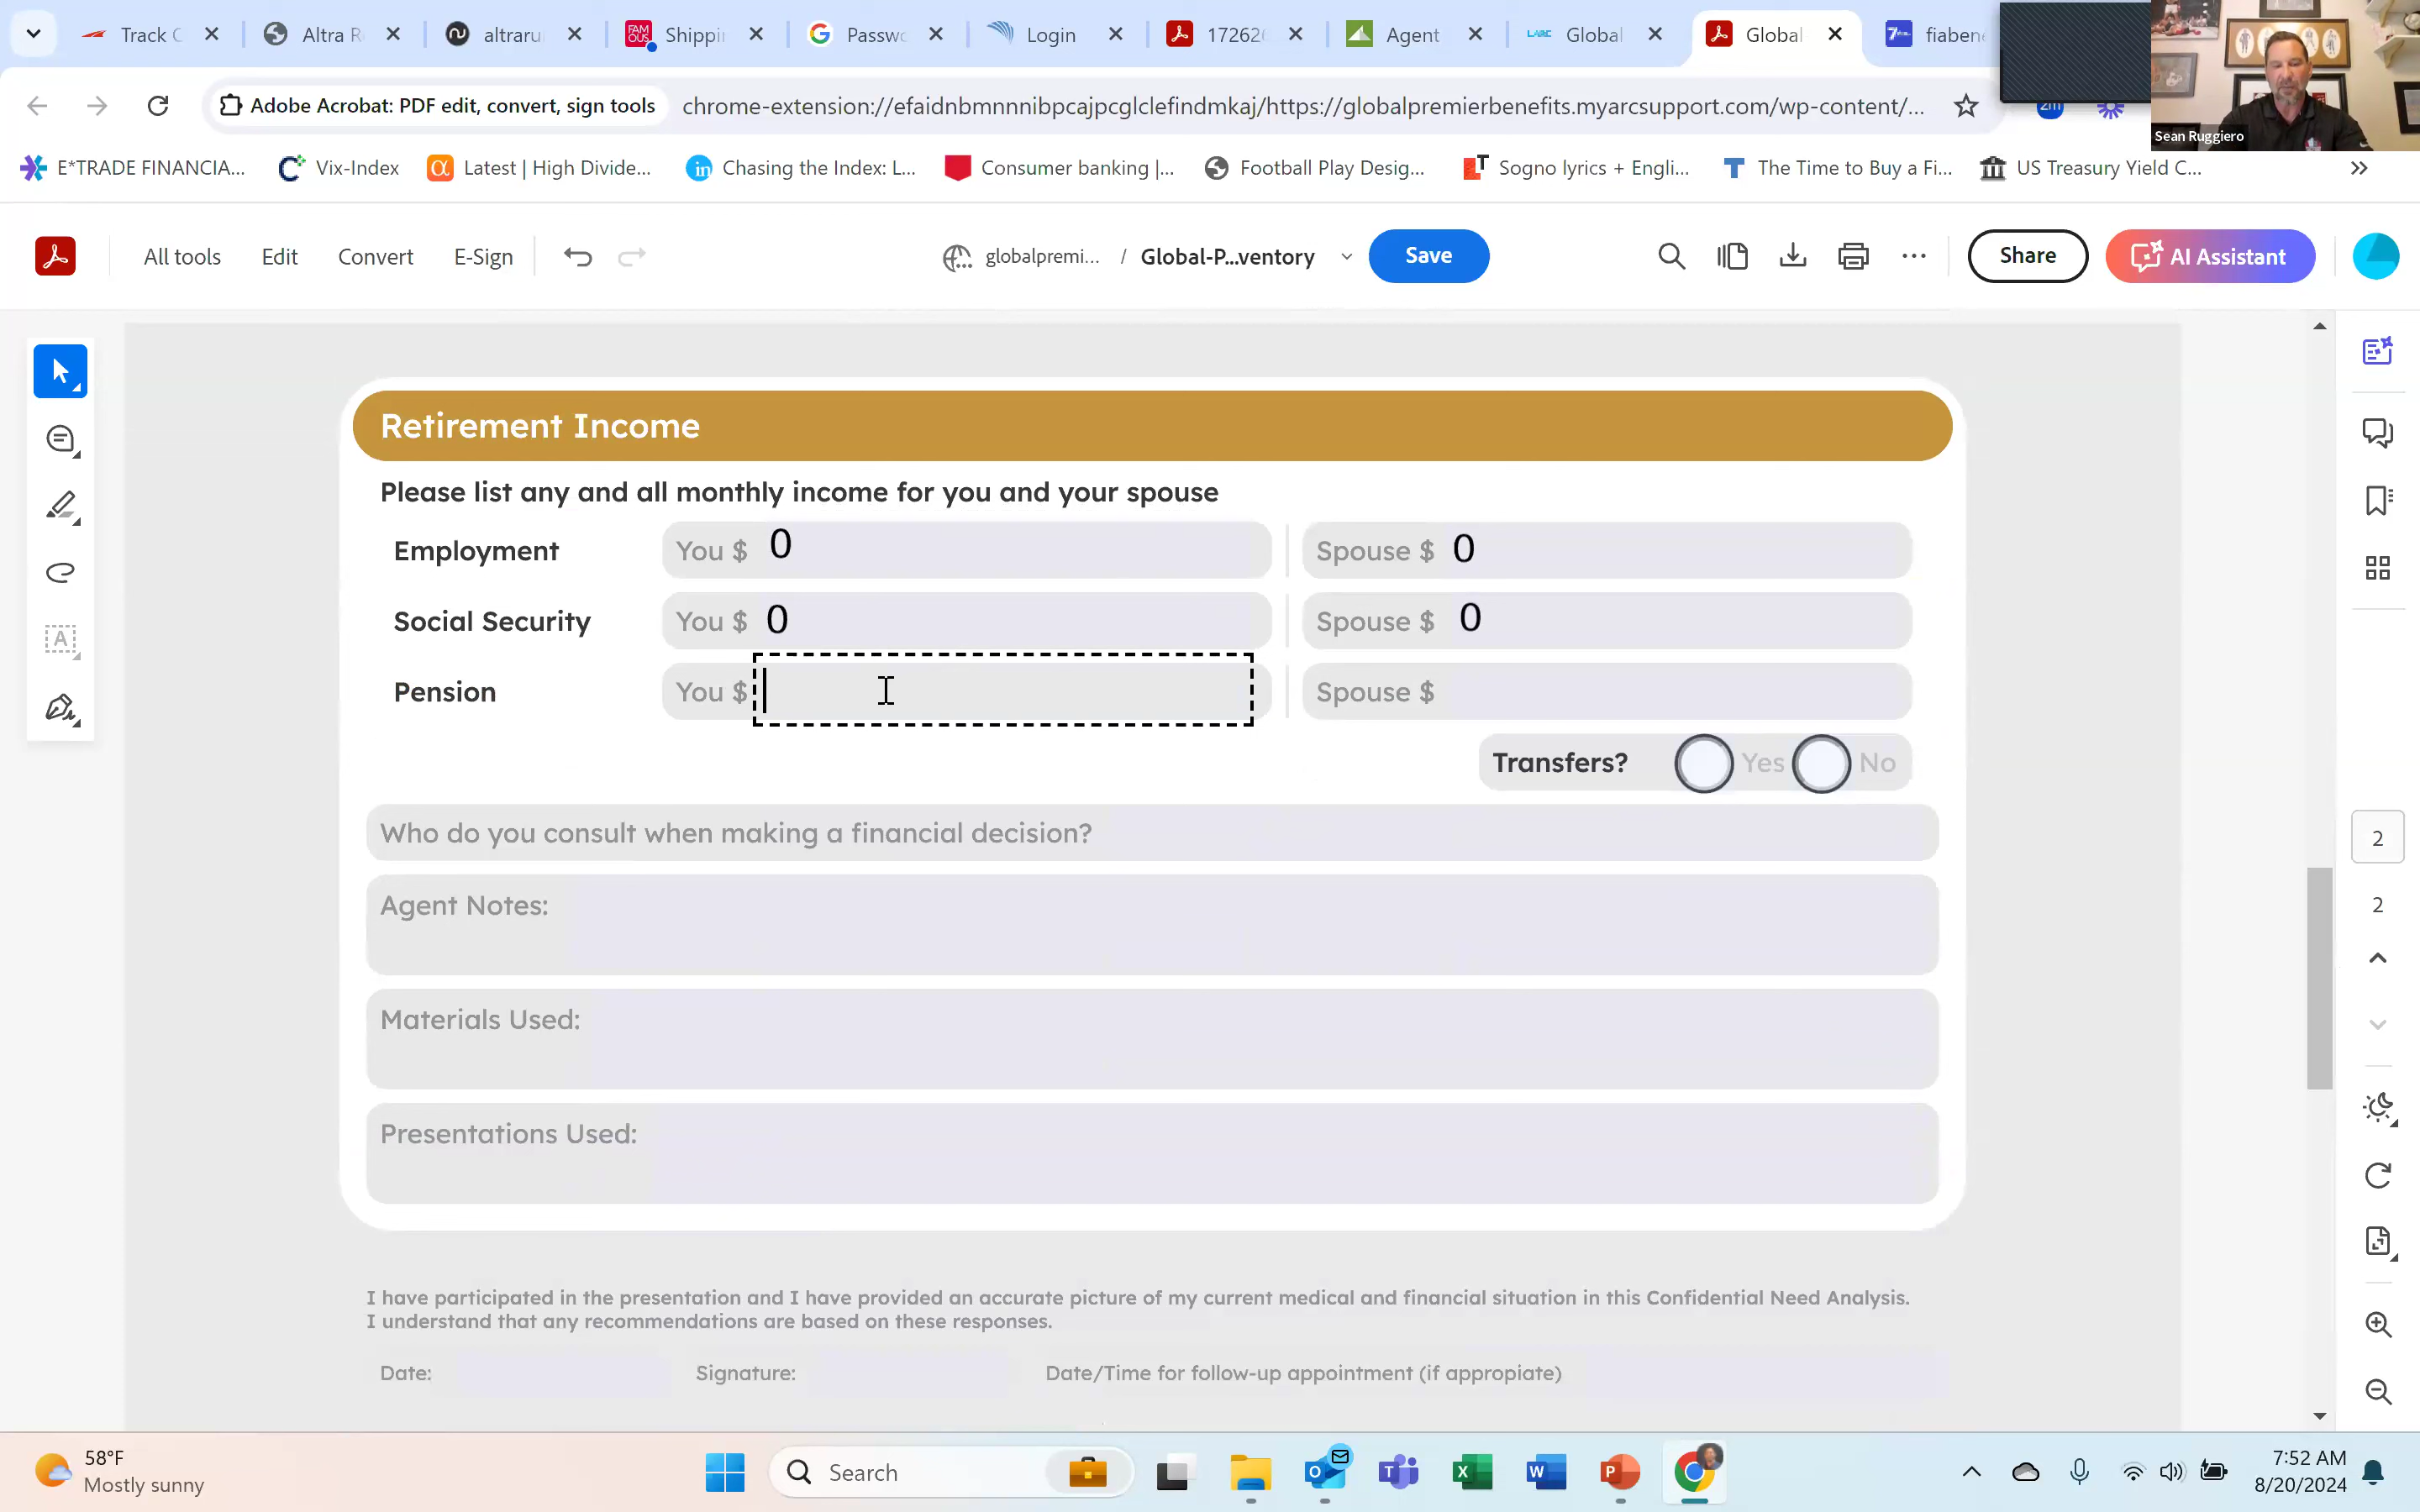 Track C
Altra R
altraru
FAM
OUS
Shippin
Passwo
Login
17262
Agent
Global
Global
fiabene
Adobe Acrobat: PDF edit, convert, sign tools
chrome-extension://efaidnbmnnnibpcajpcglclefindmkaj/https://globalpremierbenefits.myarcsupport.com/wp-content/...
Sean Ruggiero
E*TRADE FINANCIA...
Vix-Index
Latest | High Divide...
Chasing the Index: L...
Consumer banking |...
Football Play Desig...
Sogno lyrics + Engli...
The Time to Buy a Fi...
US Treasury Yield C...
All tools
Edit
Convert
E-Sign
globalpremi... / Global-P...ventory
Save
Share
AI Assistant
Retirement Income
Please list any and all monthly income for you and your spouse
Employment You $ 0 Spouse $ 0
Social Security You $ 0 Spouse $ 0
Pension You $ Spouse $
Transfers? Yes No
Who do you consult when making a financial decision?
Agent Notes:
Materials Used:
Presentations Used:
2
2
I have participated in the presentation and I have provided an accurate picture of my current medical and financial situation in this Confidential Need Analysis.
I understand that any recommendations are based on these responses.
Date: Signature: Date/Time for follow-up appointment (if appropiate)
58°F
Mostly sunny
Search
7:52 AM
8/20/2024